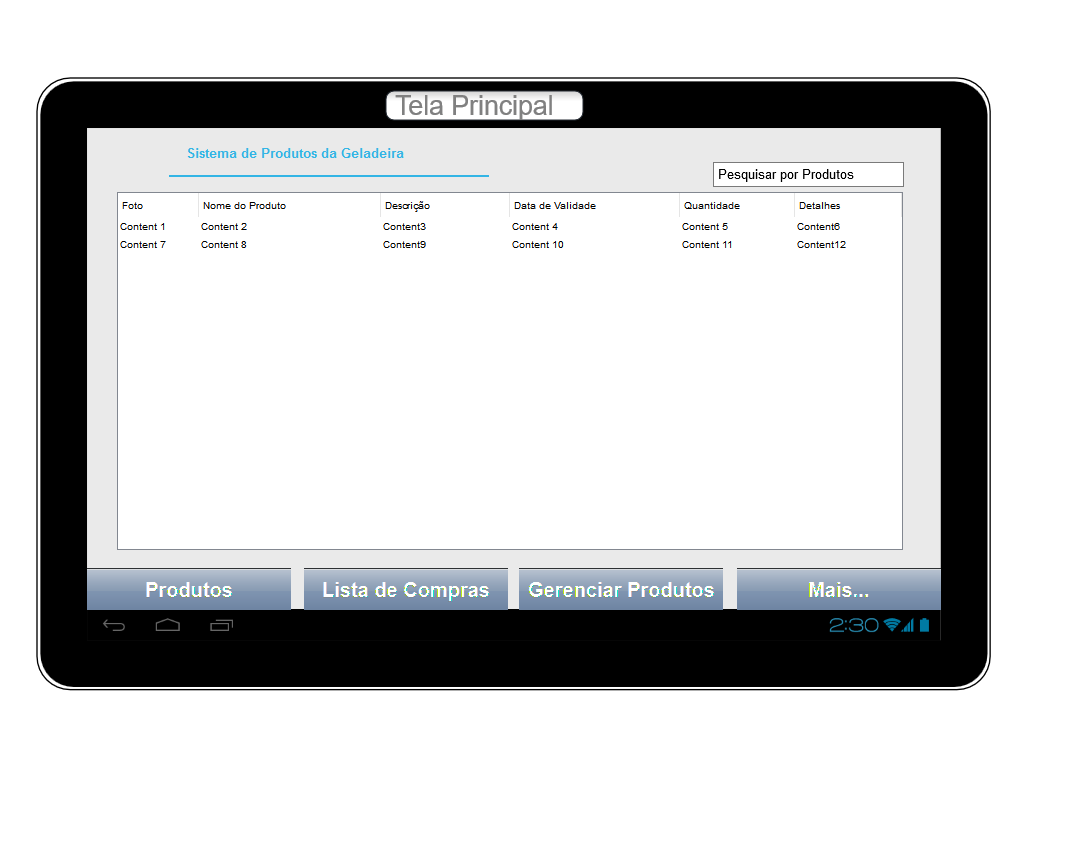 Tela Principal
Sistema de Produtos da Geladeira
Pesquisar por Produtos
Foto Nome do Produto Descrição Data de Validade Quantidade Detalhes
Content 1 Content 2 Content3 Content 4 Content 5 Content6
Content 7 Content 8 Content9 Content 10 Content 11 Content12
Produtos Lista de Compras Gerenciar Produtos Mais...
2:30